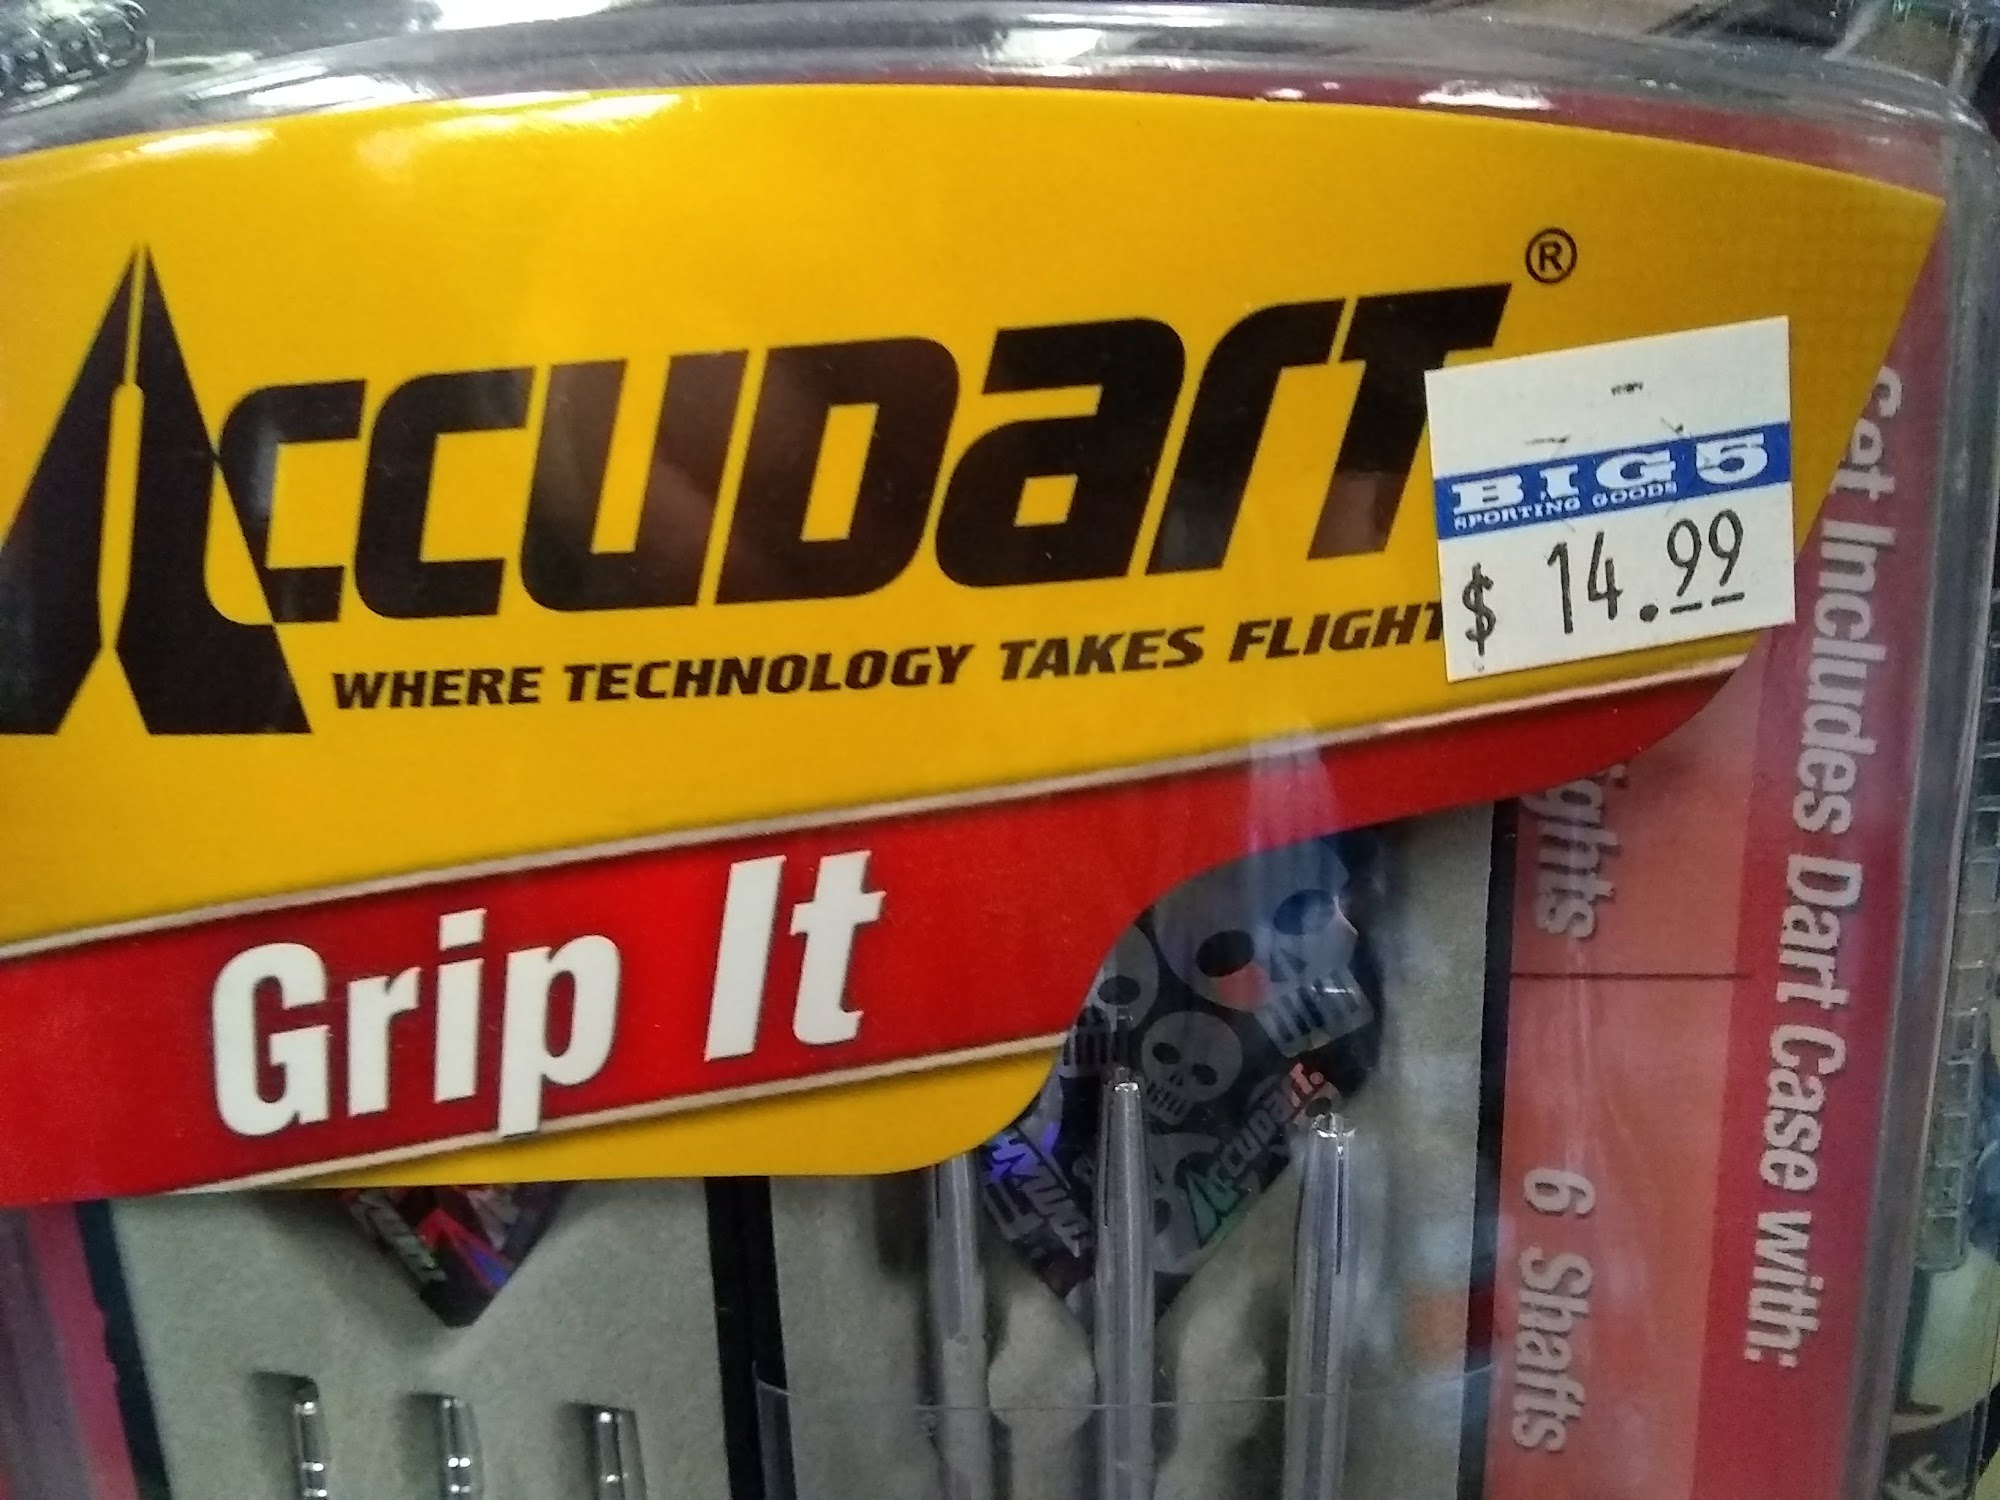 ACCUDART®
WHERE TECHNOLOGY TAKES FLIGHT
BIG 5
SPORTING GOODS
$ 14.99
Grip It
Set Includes Dart Case with:
ights
6 Shafts
ACCUDART.